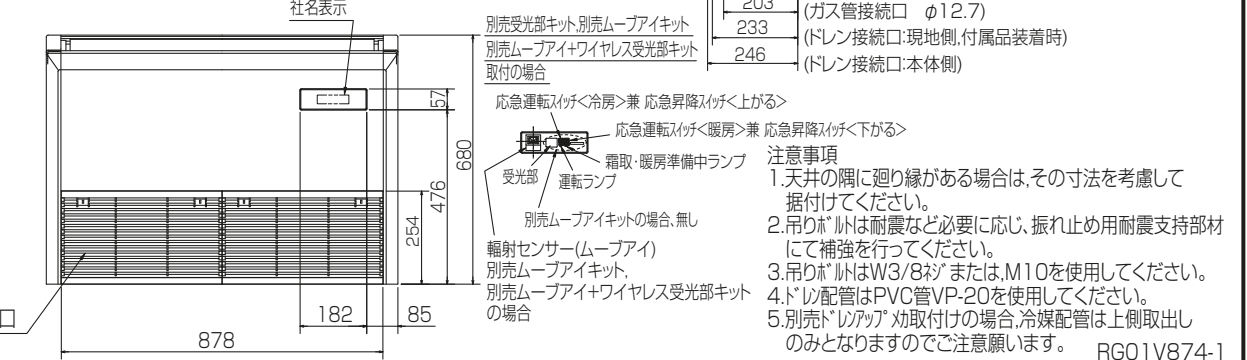 社名表示
別売受光部キット,別売ムーブアイキット
別売ムーブアイ+ワイヤレス受光部キット
取付の場合
203
(ガス管接続口 φ12.7)
233
(ドレン接続口:現地側,付属品装着時)
246
(ドレン接続口:本体側)
57
680
476
254
182
85
878
口
応急運転スイッチ<冷房>兼 応急昇降スイッチ<上がる>
応急運転スイッチ<暖房>兼 応急昇降スイッチ<下がる>
霜取・暖房準備中ランプ
受光部
運転ランプ
別売ムーブアイキットの場合、無し
輻射センサー(ムーブアイ)
別売ムーブアイキット,
別売ムーブアイ+ワイヤレス受光部キット
の場合
注意事項
1.天井の隅に廻り縁がある場合は,その寸法を考慮して
据付けてください。
2.吊りボルトは耐震など必要に応じ、振れ止め用耐震支持部材
にて補強を行ってください。
3.吊りボルトはW3/8ネジまたは,M10を使用してください。
4.ドレン配管はPVC管VP-20を使用してください。
5.別売ドレンアップメカ取付けの場合,冷媒配管は上側取出し
のみとなりますのでご注意願います。
RG01V874-1